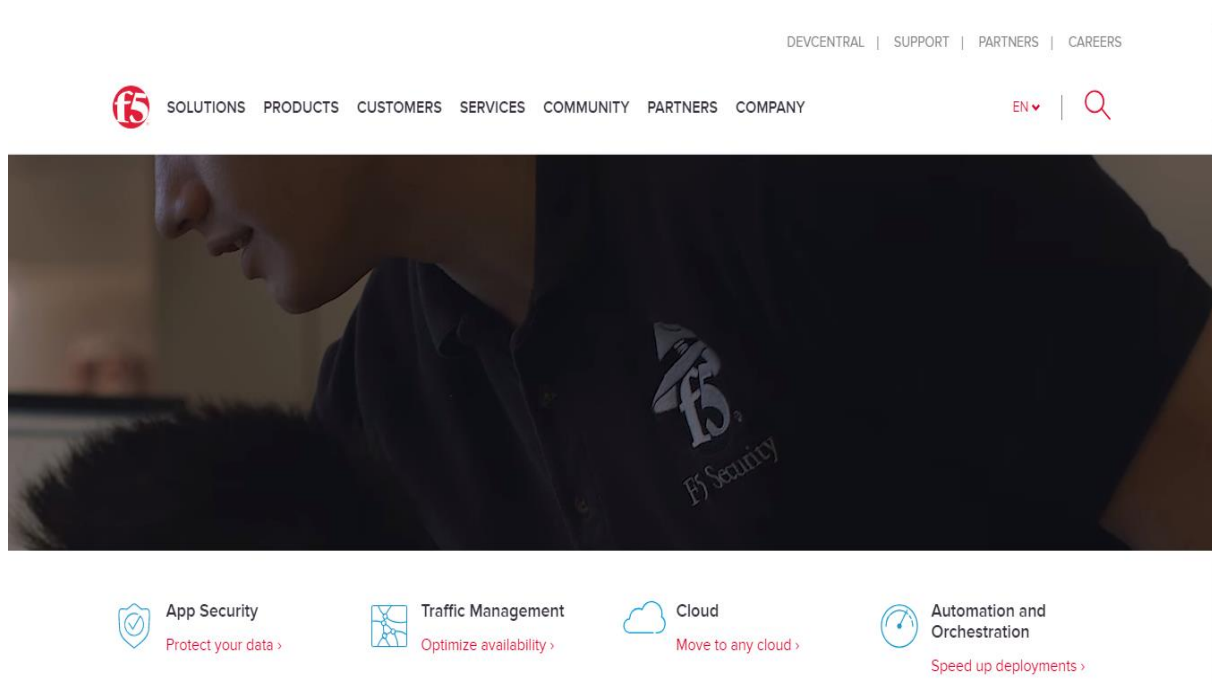 DEVCENTRAL | SUPPORT | PARTNERS | CAREERS
f5 SOLUTIONS PRODUCTS CUSTOMERS SERVICES COMMUNITY PARTNERS COMPANY EN
f5
F5 Security
App Security
Protect your data ›
Traffic Management
Optimize availability ›
Cloud
Move to any cloud ›
Automation and
Orchestration
Speed up deployments ›